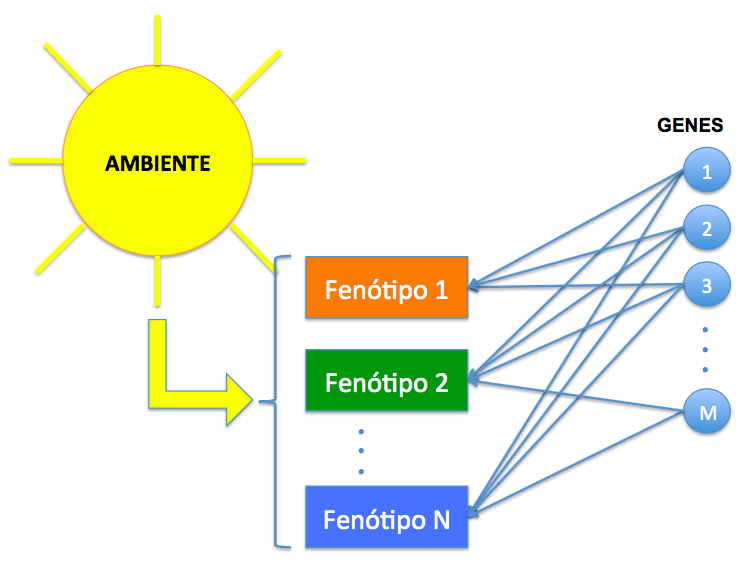 AMBIENTE
GENES
1
2
3
M
Fenótipo 1
Fenótipo 2
Fenótipo N